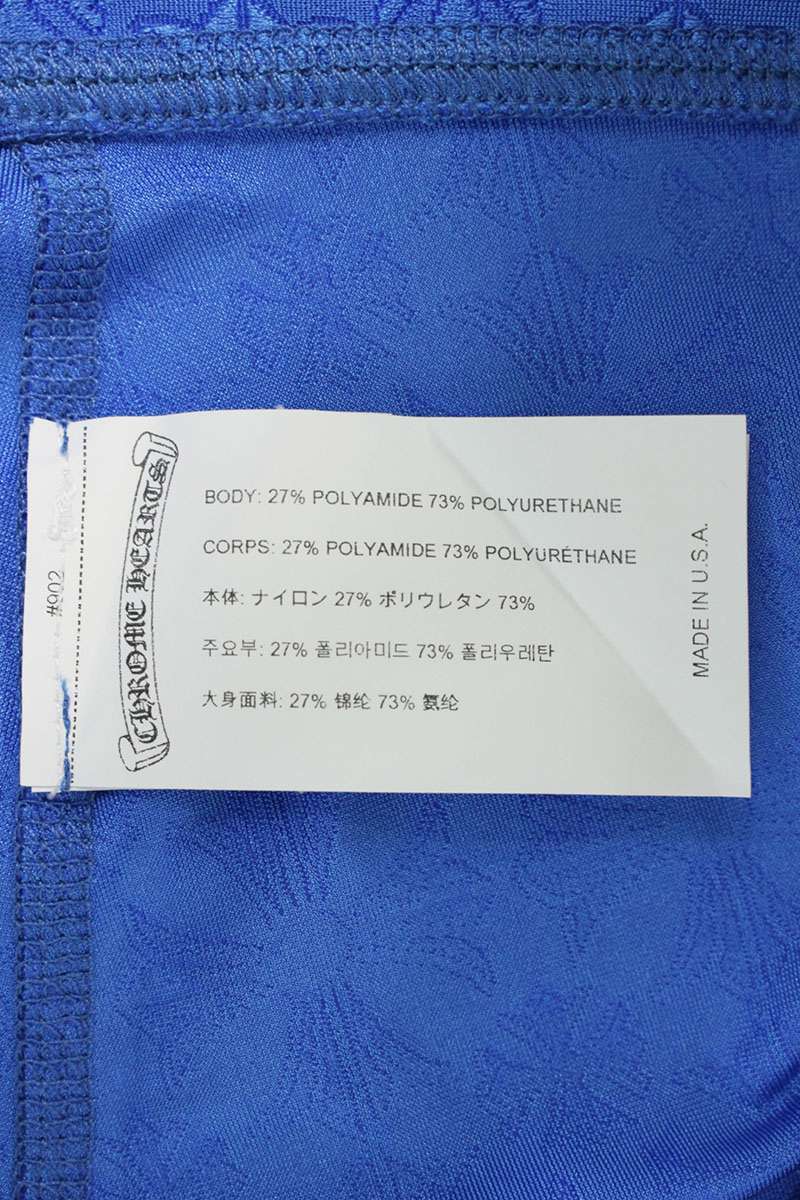 #902
CHROME HEARTS
BODY: 27% POLYAMIDE 73% POLYURETHANE
CORPS: 27% POLYAMIDE 73% POLYURÉTHANE
本体: ナイロン 27% ポリウレタン 73%
주요부: 27% 폴리아미드 73% 폴리우레탄
大身面料: 27% 锦纶 73% 氨纶
MADE IN U.S.A.